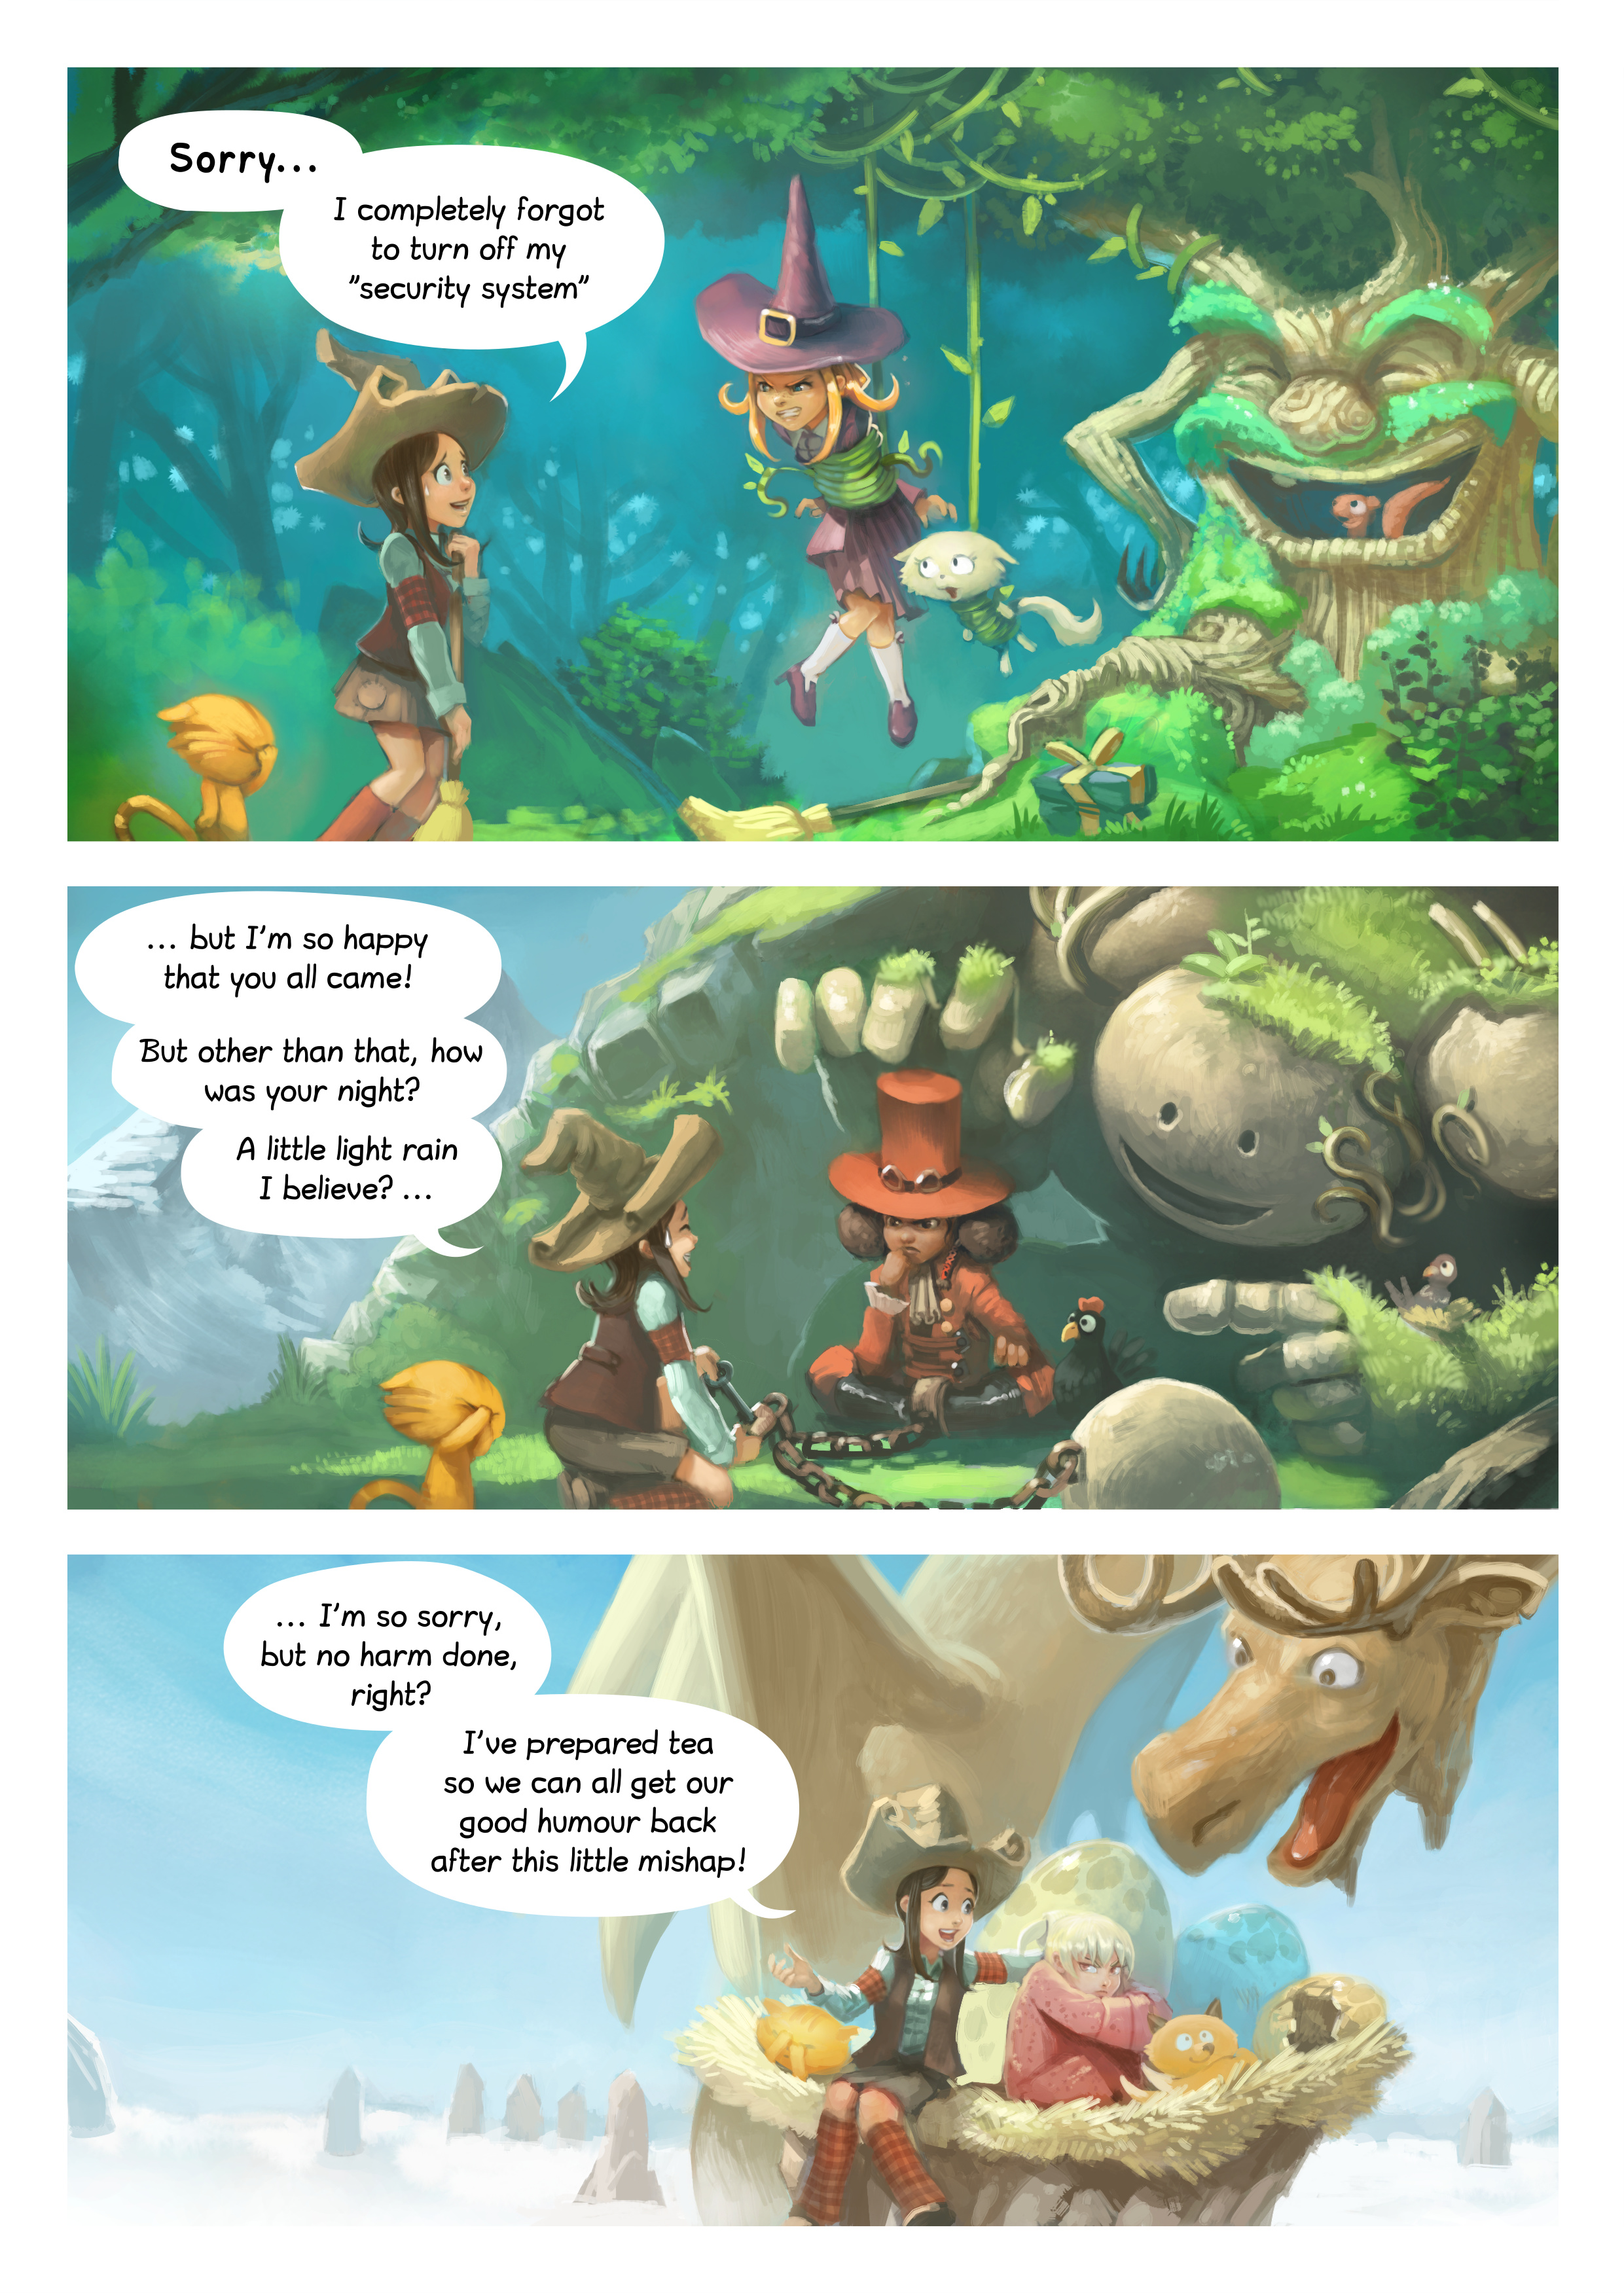 Sorry...
I completely forgot
to turn off my
"security system"
... but I'm so happy
that you all came!
But other than that, how
was your night?
A little light rain
I believe? ...
... I'm so sorry,
but no harm done,
right?
I've prepared tea
so we can all get our
good humour back
after this little mishap!